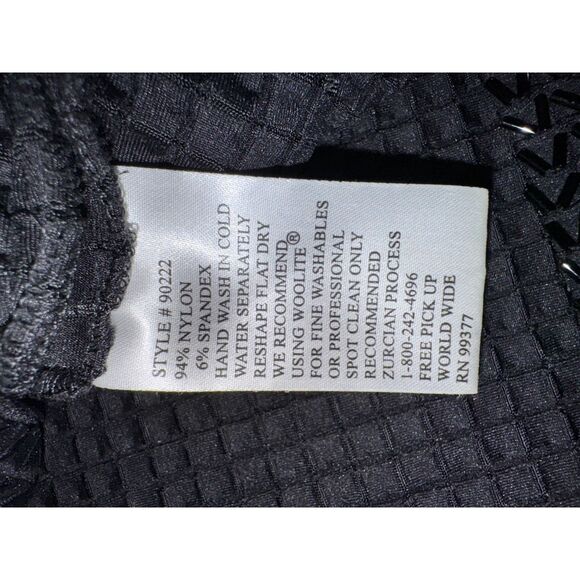 STYLE # 90222
94% NYLON
6% SPANDEX
HAND WASH IN COLD
WATER SEPARATELY
RESHAPE FLAT DRY
WE RECOMMEND
USING WOOLITE®
FOR FINE WASHABLES
OR PROFESSIONAL
SPOT CLEAN ONLY
RECOMMENDED
ZURCIAN PROCESS
1-800-242-4696
FREE PICK UP
WORLD WIDE
RN 99377